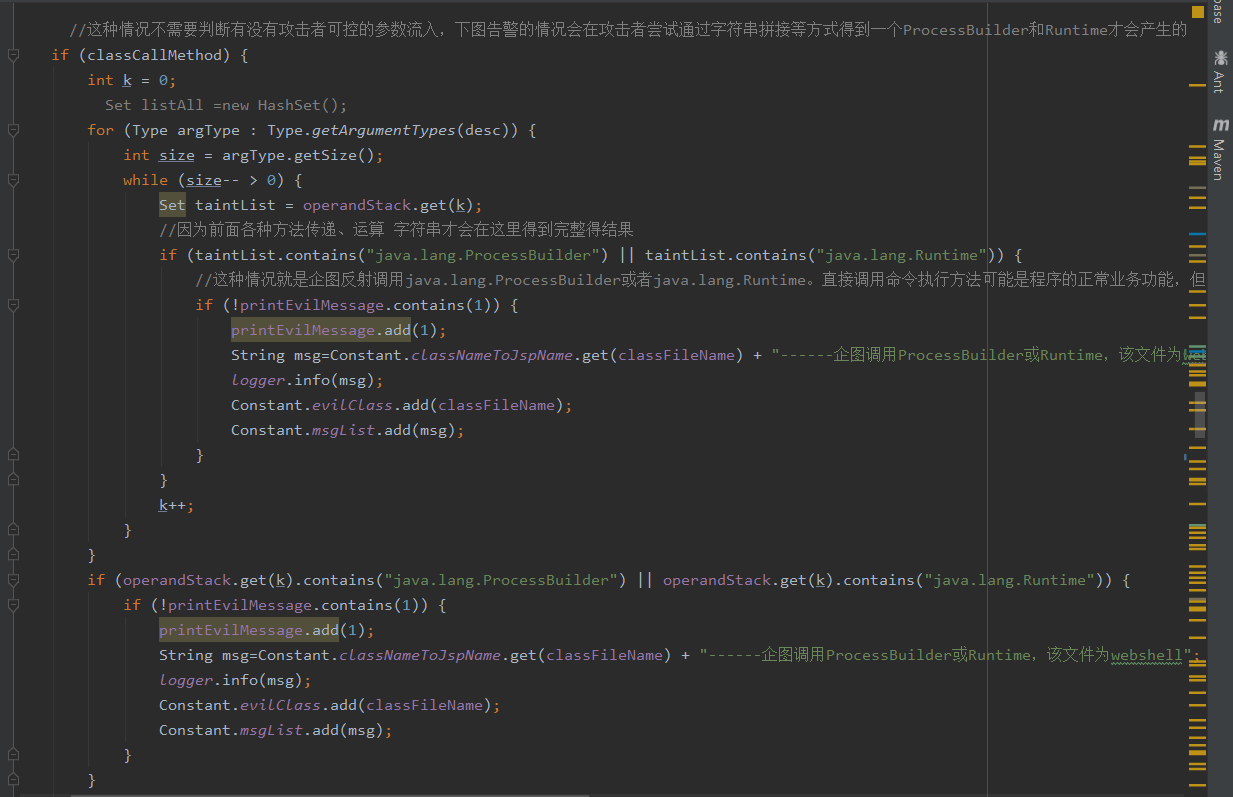 //这种情况不需要判断有没有攻击者可控的参数流入，下图告警的情况会在攻击者尝试通过字符串拼接等方式得到一个ProcessBuilder和Runtime才会产生的
if (classCallMethod) {
int k = 0;
Set listAll =new HashSet();
for (Type argType : Type.getArgumentTypes(desc)) {
int size = argType.getSize();
while (size-- > 0) {
Set taintList = operandStack.get(k);
//因为前面各种方法传递、运算 字符串才会在这里得到完整得结果
if (taintList.contains("java.lang.ProcessBuilder") || taintList.contains("java.lang.Runtime")) {
//这种情况就是企图反射调用java.lang.ProcessBuilder或者java.lang.Runtime。直接调用命令执行方法可能是程序的正常业务功能，但
if (!printEvilMessage.contains(1)) {
printEvilMessage.add(1);
String msg=Constant.classNameToJspName.get(classFileName) + "------企图调用ProcessBuilder或Runtime，该文件为web
logger.info(msg);
Constant.evilClass.add(classFileName);
Constant.msgList.add(msg);
}
}
k++;
}
}
if (operandStack.get(k).contains("java.lang.ProcessBuilder") || operandStack.get(k).contains("java.lang.Runtime")) {
if (!printEvilMessage.contains(1)) {
printEvilMessage.add(1);
String msg=Constant.classNameToJspName.get(classFileName) + "------企图调用ProcessBuilder或Runtime，该文件为webshell";
logger.info(msg);
Constant.evilClass.add(classFileName);
Constant.msgList.add(msg);
}
}
Ant
Maven